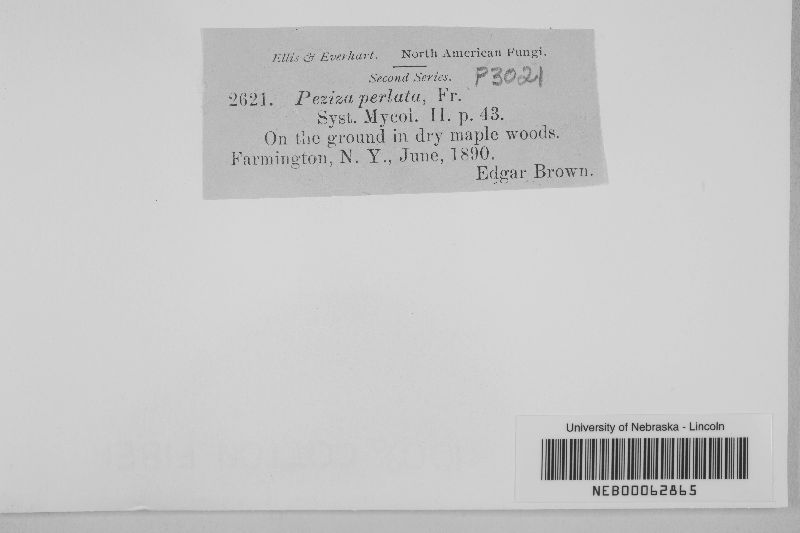 Ellis & Everhart. North American Fungi.
Second Series. P3021
2621. Peziza perlata, Fr.
Syst. Mycol. II. p. 43.
On the ground in dry maple woods.
Farmington, N. Y., June, 1890.
Edgar Brown.
University of Nebraska - Lincoln
NEB00062865